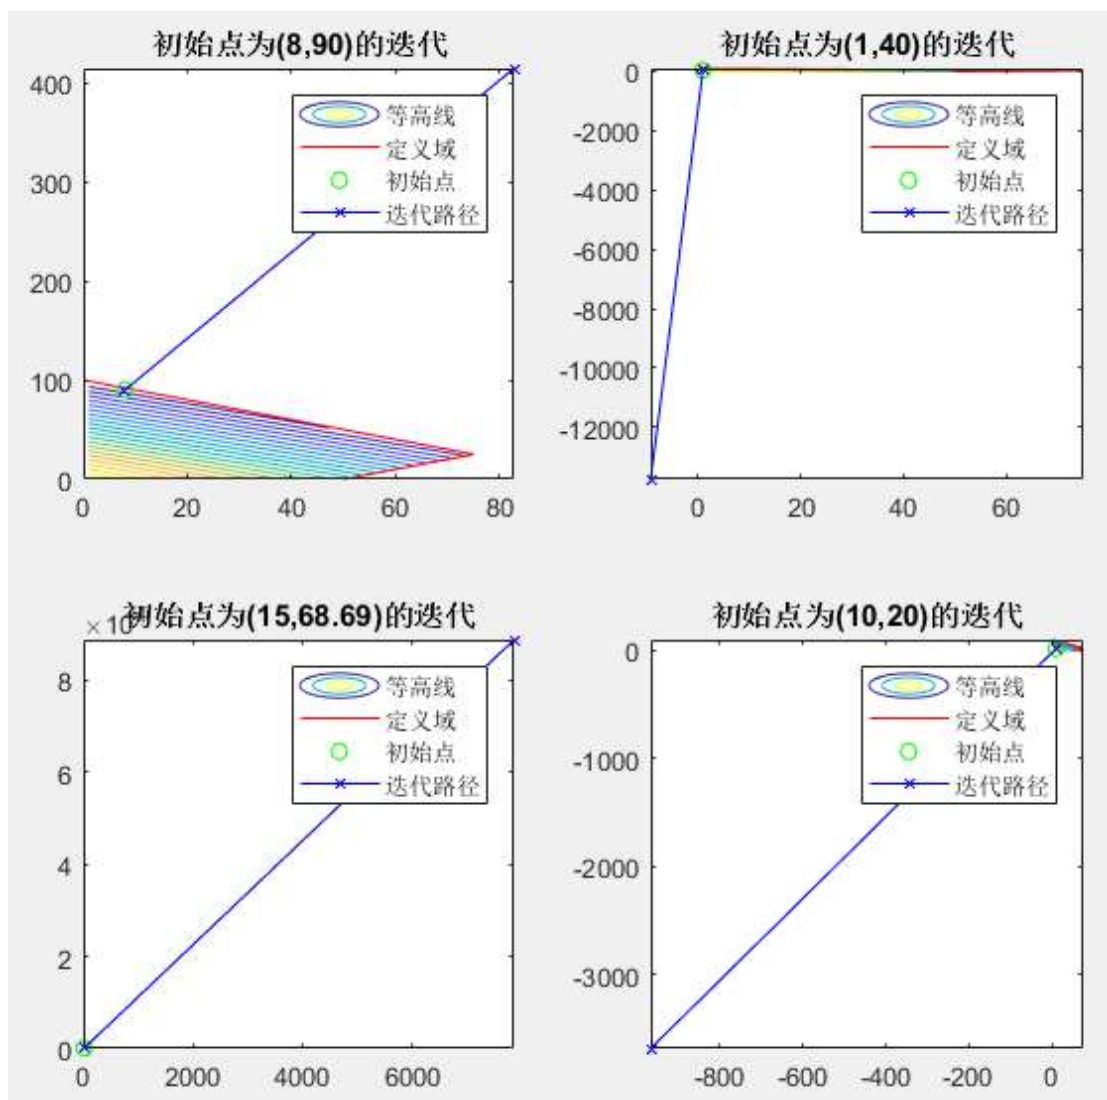 初始点为(8,90)的迭代
400
300
200
100
0
0 20 40 60 80
等高线
定义域
初始点
迭代路径
初始点为(1,40)的迭代
0
-2000
-4000
-6000
-8000
-10000
-12000
0 20 40 60
等高线
定义域
初始点
迭代路径
初始点为(15,68.69)的迭代
×10
8
6
4
2
0
0 2000 4000 6000
等高线
定义域
初始点
迭代路径
初始点为(10,20)的迭代
0
-1000
-2000
-3000
-800 -600 -400 -200 0
等高线
定义域
初始点
迭代路径